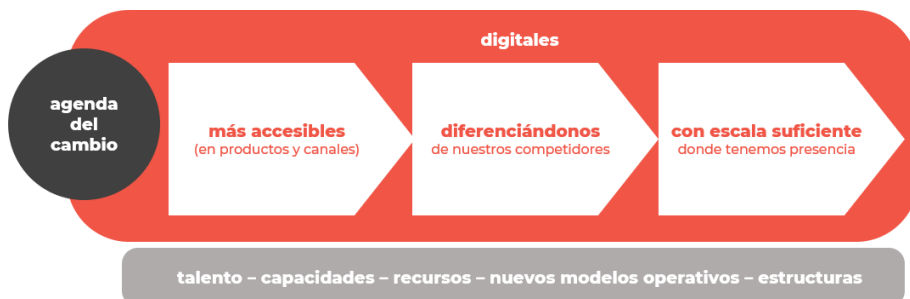 digitales
agenda
del
cambio
más accesibles
(en productos y canales)
diferenciándonos
de nuestros competidores
con escala suficiente
donde tenemos presencia
talento – capacidades – recursos – nuevos modelos operativos – estructuras